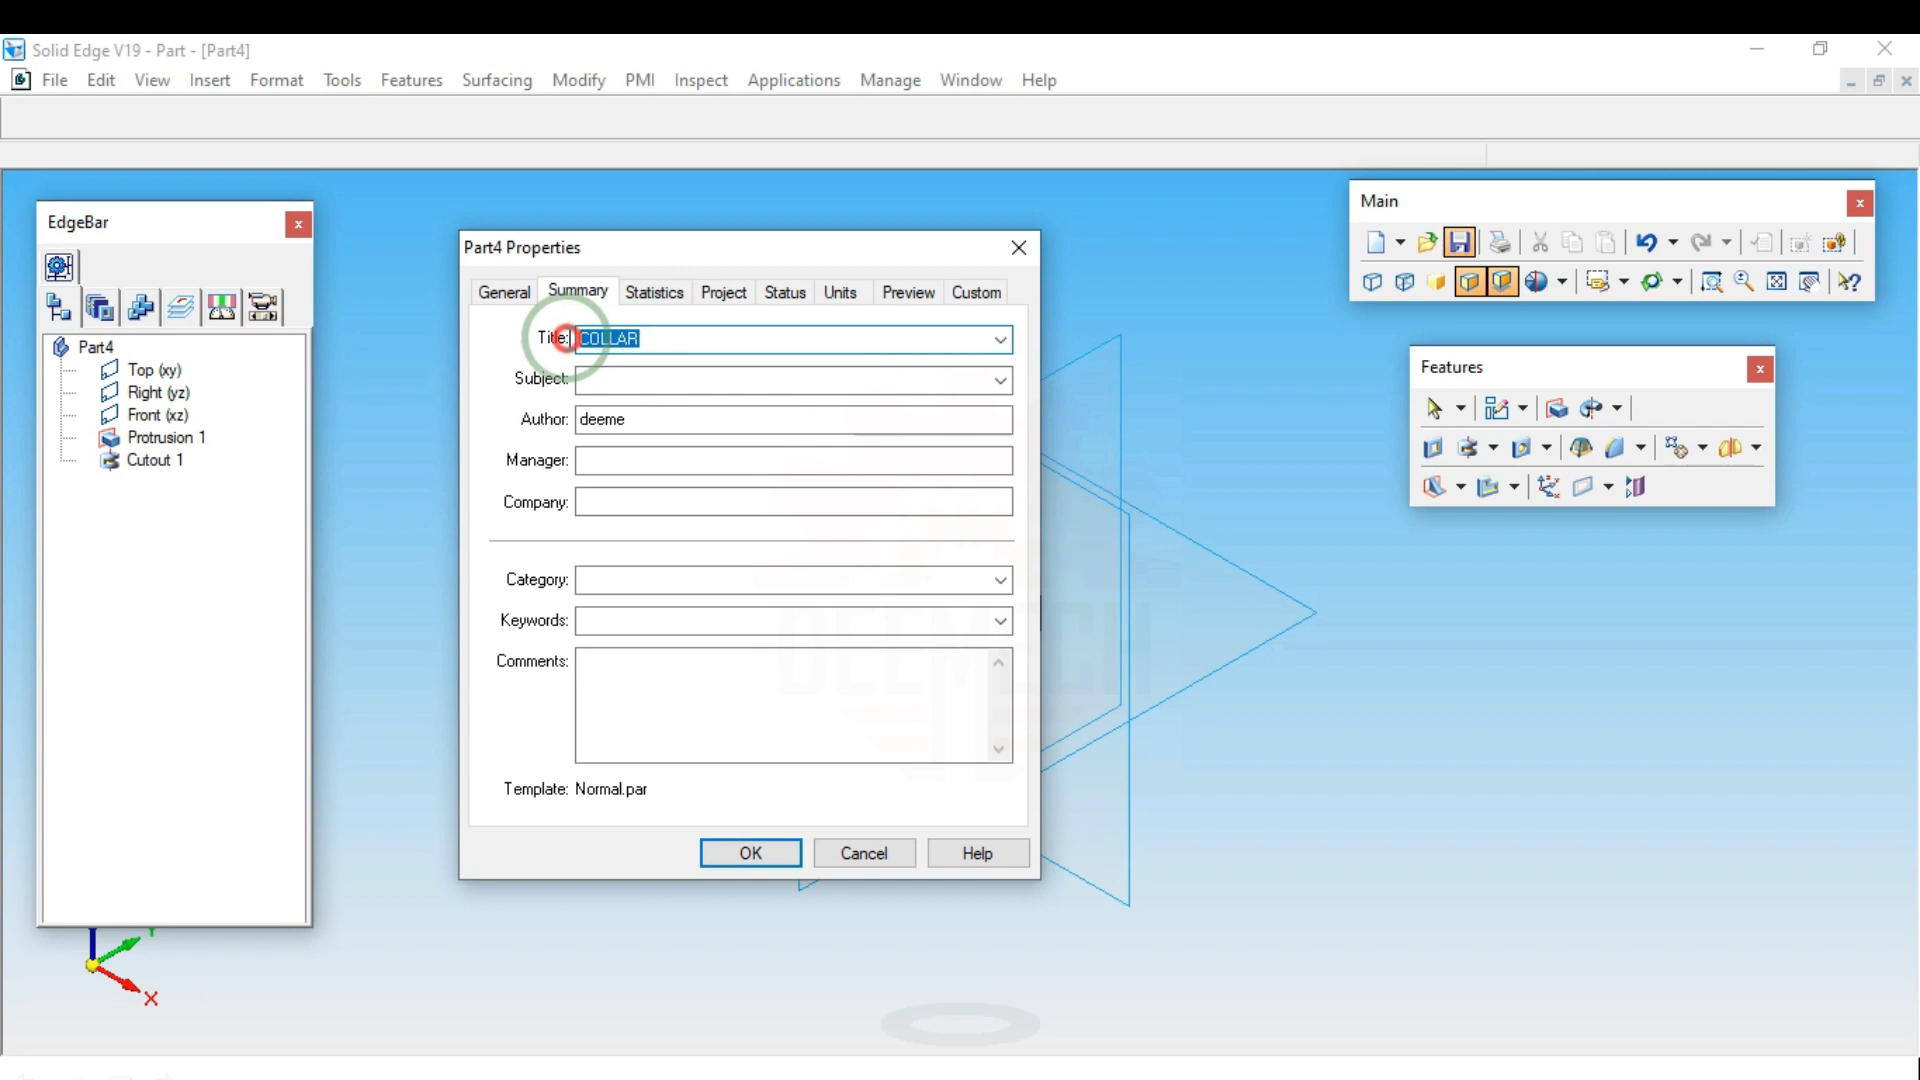 Solid Edge V19 - Part - [Part4]
File Edit View Insert Format Tools Features Surfacing Modify PMI Inspect Applications Manage Window Help
Main
EdgeBar
Part4
Top (xy)
Right (yz)
Front (xz)
Protrusion 1
Cutout 1
Part4 Properties
General Summary Statistics Project Status Units Preview Custom
Title: COLLAR
Subject:
Author: deeme
Manager:
Company:
Category:
Keywords:
Comments:
Template: Normal.par
OK Cancel Help
Features
DEEMECH
X